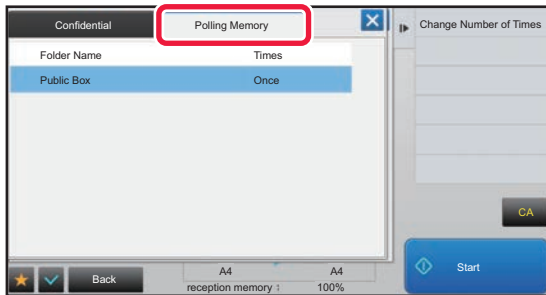 Confidential
Polling Memory
Change Number of Times
Folder Name Times
Public Box Once
CA
Back
A4 A4
reception memory : 100%
Start